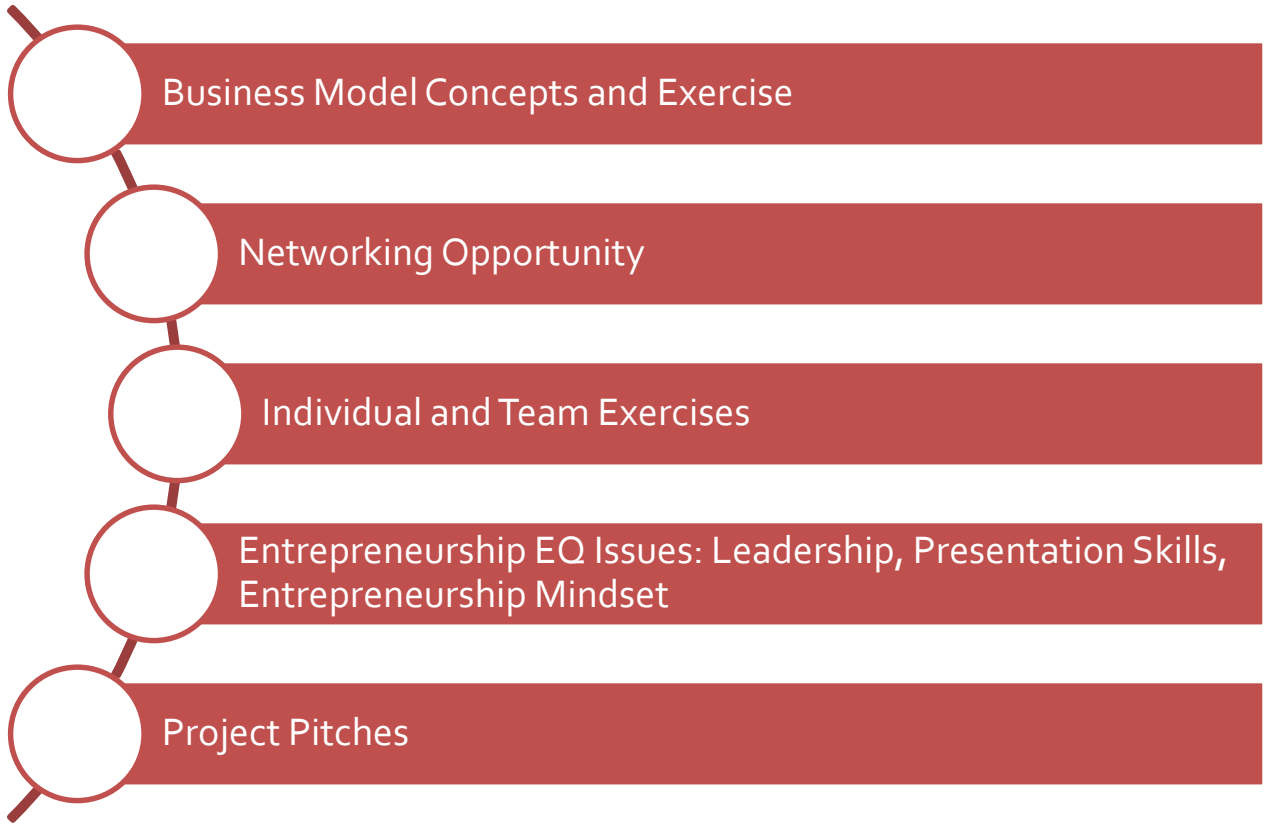 Business Model Concepts and Exercise
Networking Opportunity
Individual and Team Exercises
Entrepreneurship EQ Issues: Leadership, Presentation Skills,
Entrepreneurship Mindset
Project Pitches